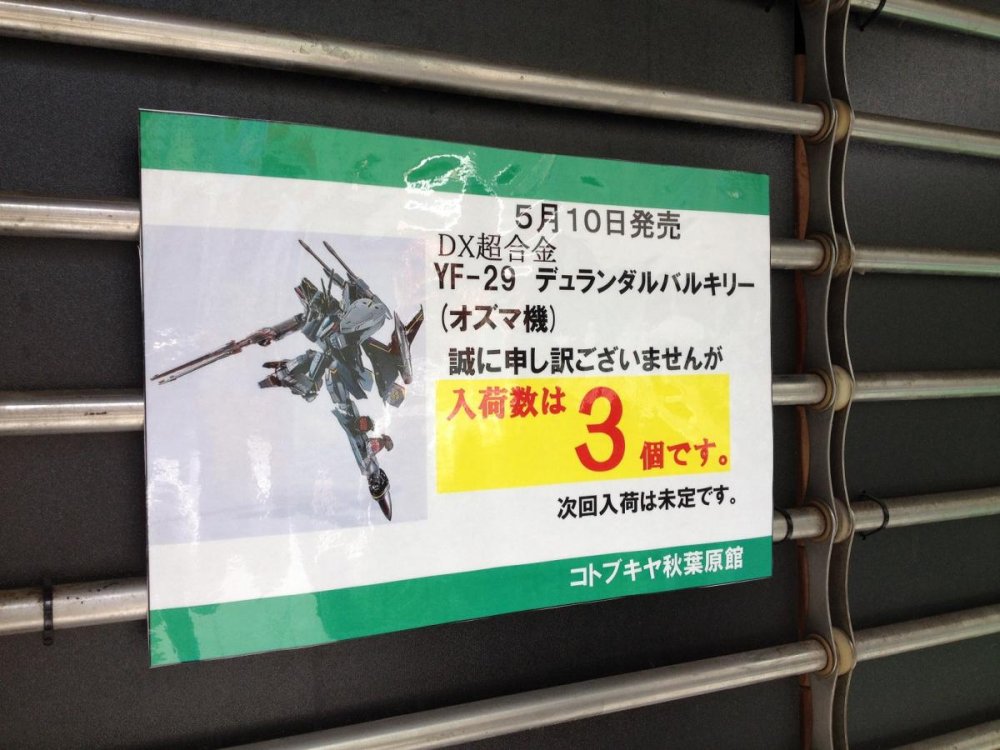 5月10日発売
DX超合金
YF-29 デュランダルバルキリー
(オズマ機)
誠に申し訳ございませんが
入荷数は3個です。
次回入荷は未定です。
コトブキヤ秋葉原館